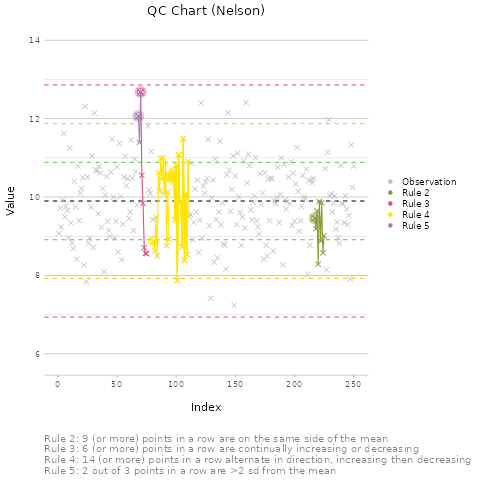 QC Chart (Nelson)
14
12
10
8
6
Value
0
50
100
150
200
250
Index
Observation
Rule 2
Rule 3
Rule 4
Rule 5
Rule 2: 9 (or more) points in a row are on the same side of the mean
Rule 3: 6 (or more) points in a row are continually increasing or decreasing
Rule 4: 14 (or more) points in a row alternate in direction, increasing then decreasing
Rule 5: 2 out of 3 points in a row are >2 sd from the mean